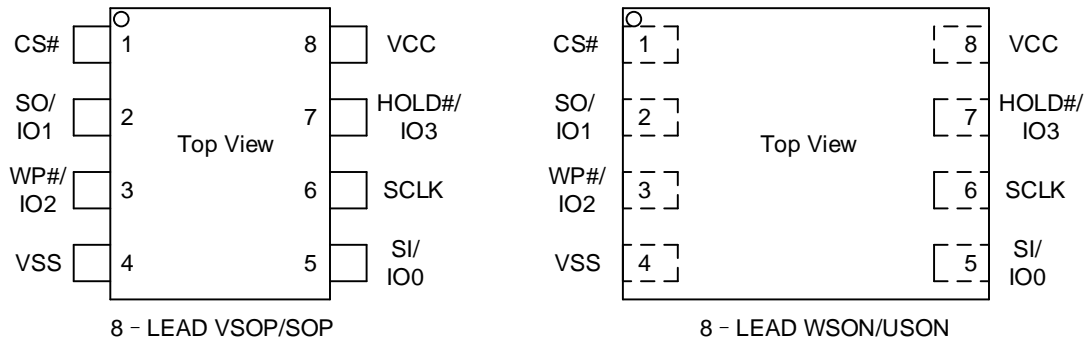 CS#
1
8
VCC
SO/
IO1
2
7
HOLD#/
IO3
Top View
WP#/
IO2
3
6
SCLK
VSS
4
5
SI/
IO0
8 – LEAD VSOP/SOP
CS#
1
8
VCC
SO/
IO1
2
7
HOLD#/
IO3
Top View
WP#/
IO2
3
6
SCLK
VSS
4
5
SI/
IO0
8 – LEAD WSON/USON